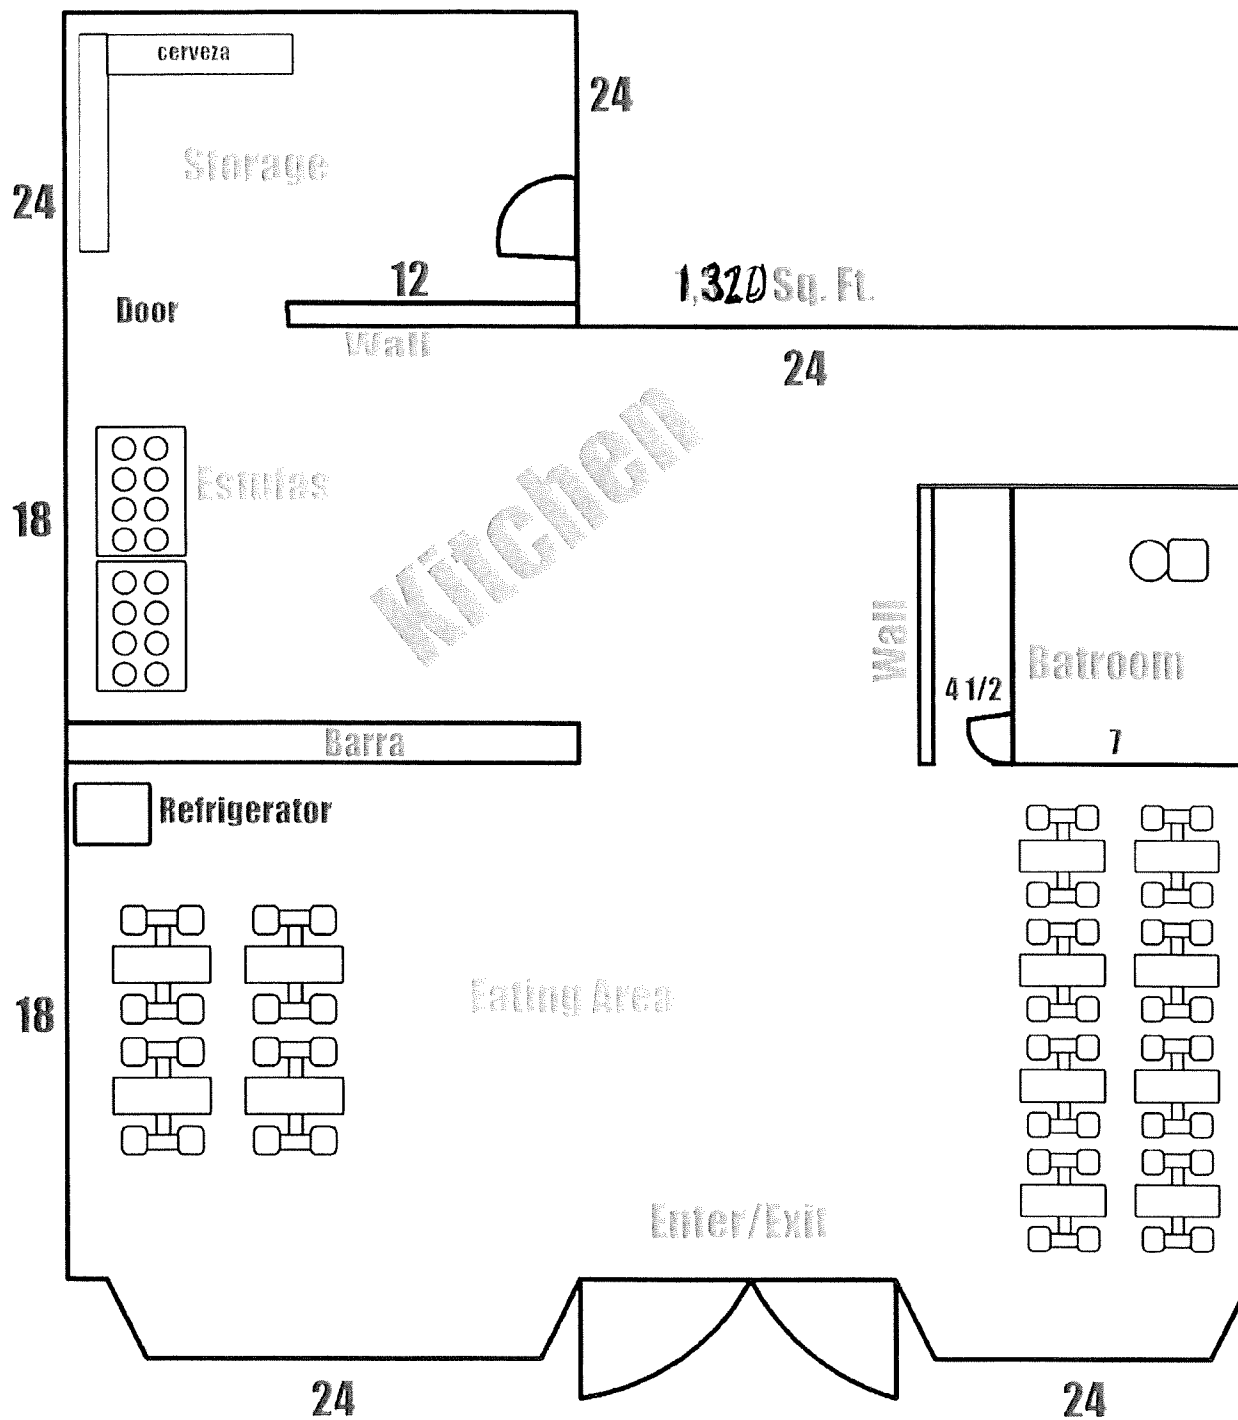 cerveza
24
Storage
24
12
1,320 Sq. Ft.
Door
Wall
24
Kitchen
Estufas
18
Wall
Batroom
4 1/2
7
Barra
Refrigerator
Eating Area
18
Enter/Exit
24
24